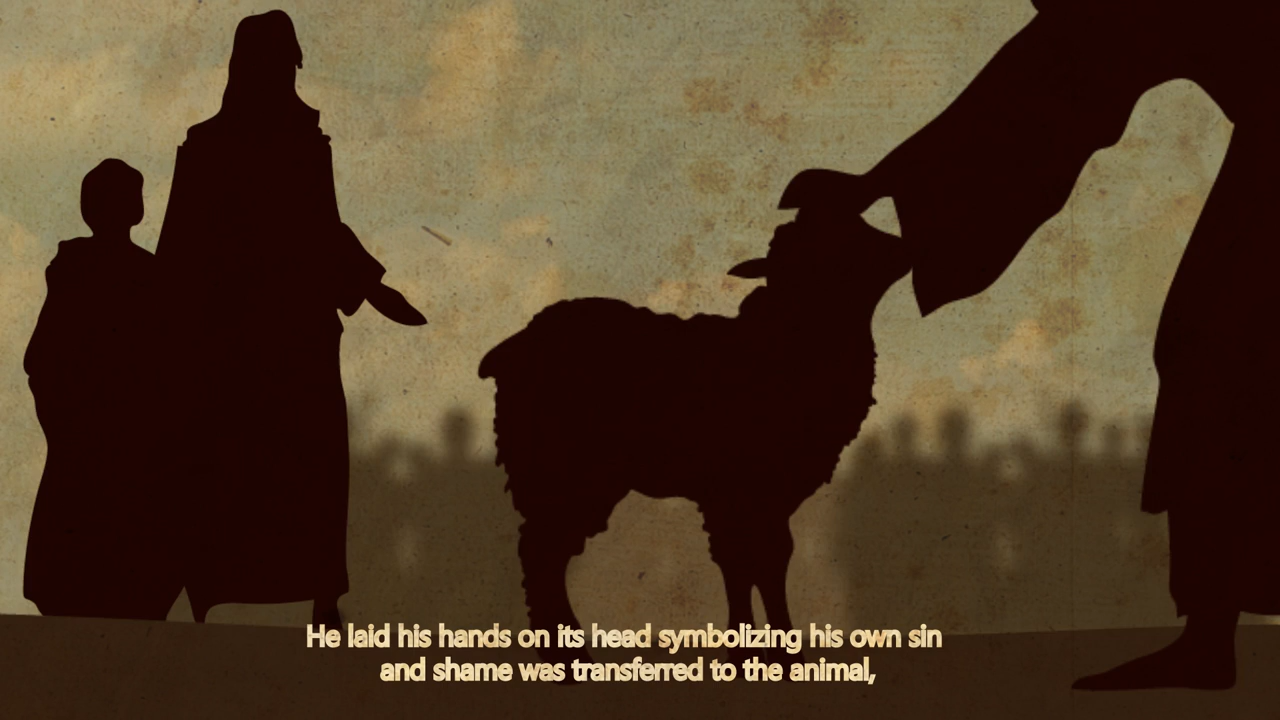 He laid his hands on its head symbolizing his own sin
and shame was transferred to the animal,